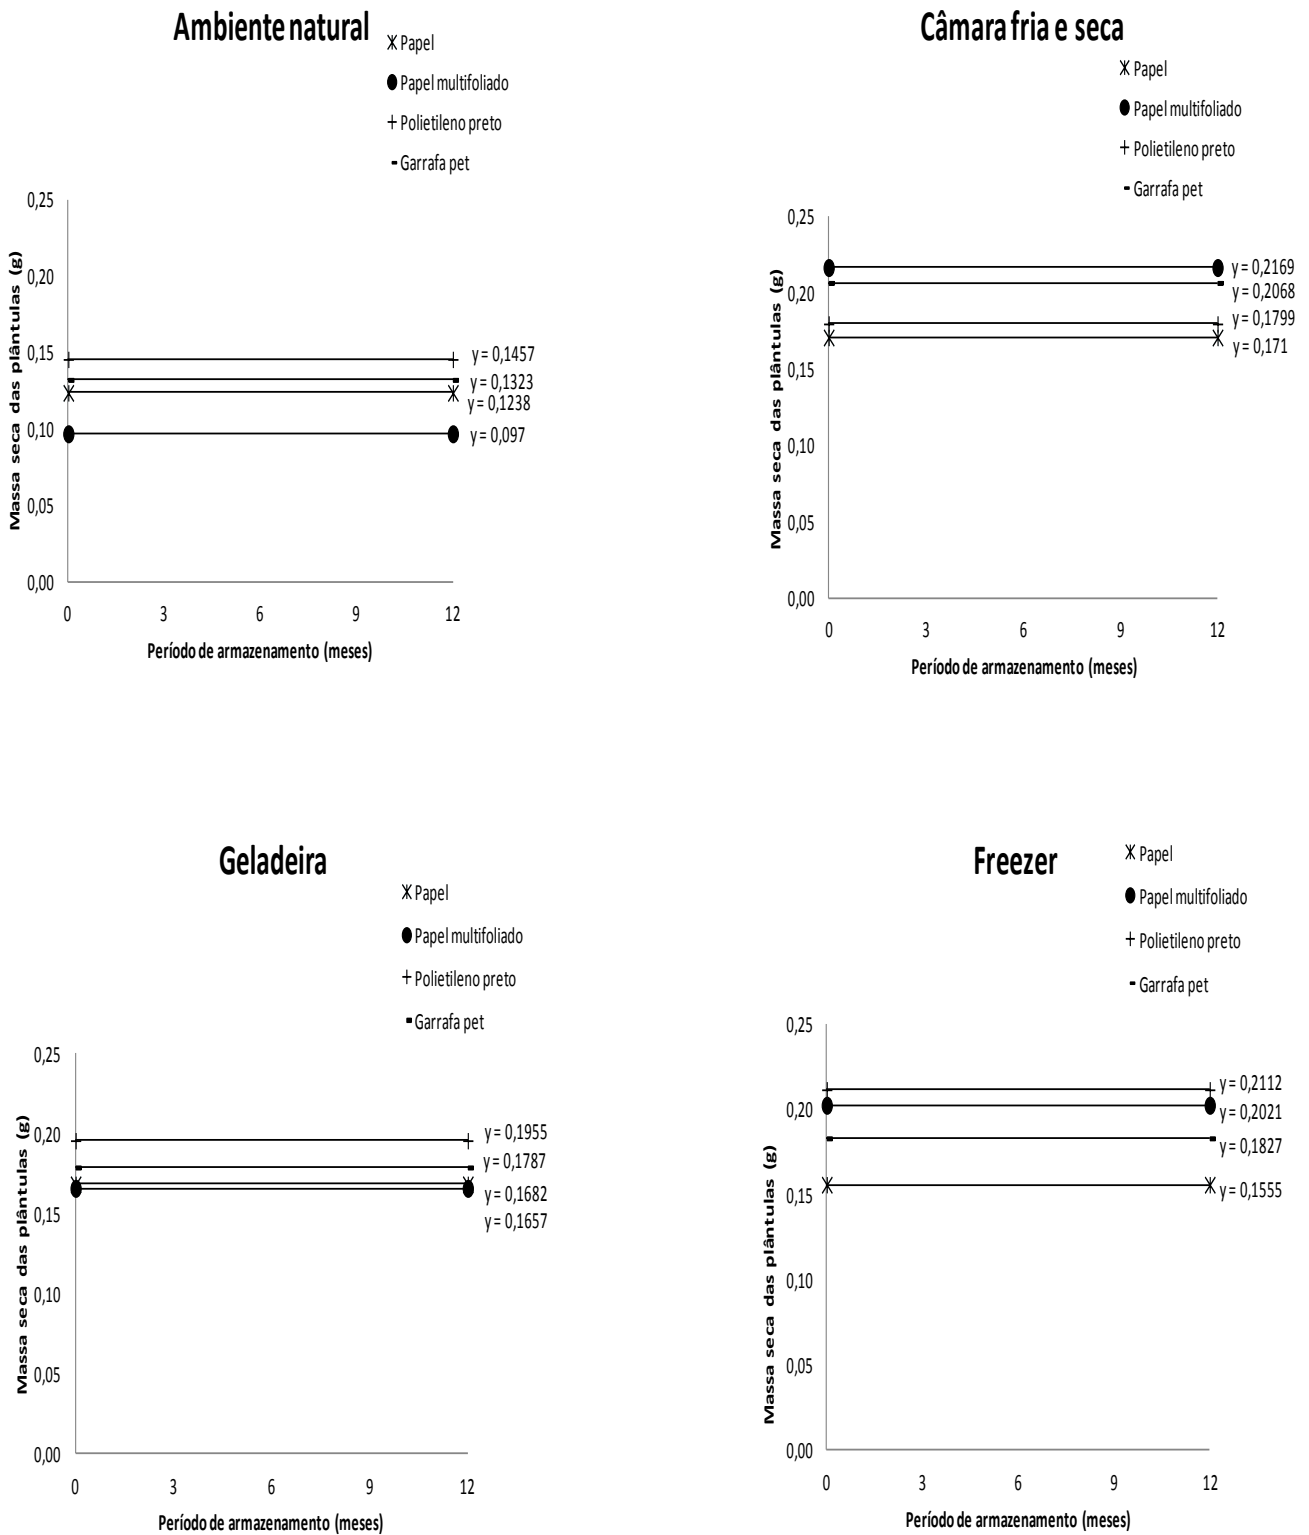 Ambiente natural
Papel
Papel multifoliado
Polietileno preto
Garrafa pet
0,25
0,20
0,15
0,10
0,05
0,00
Massa seca das plântulas (g)
y = 0,1457
y = 0,1323
y = 0,1238
y = 0,097
0 3 6 9 12
Período de armazenamento (meses)
Câmara fria e seca
Papel
Papel multifoliado
Polietileno preto
Garrafa pet
0,25
0,20
0,15
0,10
0,05
0,00
Massa seca das plântulas (g)
y = 0,2169
y = 0,2068
y = 0,1799
y = 0,171
0 3 6 9 12
Período de armazenamento (meses)
Geladeira
Papel
Papel multifoliado
Polietileno preto
Garrafa pet
0,25
0,20
0,15
0,10
0,05
0,00
Massa seca das plântulas (g)
y = 0,1955
y = 0,1787
y = 0,1682
y = 0,1657
0 3 6 9 12
Período de armazenamento (meses)
Freezer
Papel
Papel multifoliado
Polietileno preto
Garrafa pet
0,25
0,20
0,15
0,10
0,05
0,00
Massa seca das plântulas (g)
y = 0,2112
y = 0,2021
y = 0,1827
y = 0,1555
0 3 6 9 12
Período de armazenamento (meses)